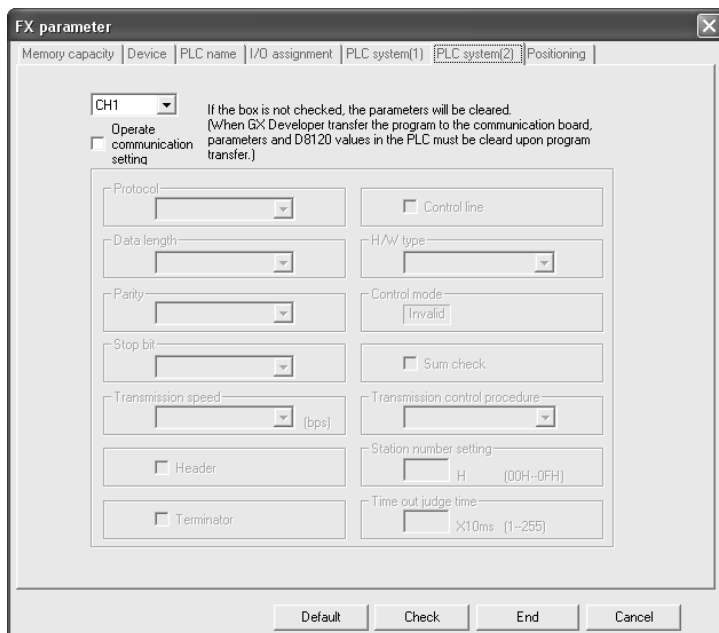 FX parameter
Memory capacity Device PLC name I/O assignment PLC system(1) PLC system(2) Positioning
CH1
If the box is not checked, the parameters will be cleared.
Operate communication setting
(When GX Developer transfer the program to the communication board,
parameters and D8120 values in the PLC must be cleard upon program
transfer.)
Protocol
Control line
Data length
H/W type
Parity
Control mode
Invalid
Stop bit
Sum check
Transmission speed
(bps)
Transmission control procedure
Header
Station number setting
H (00H--0FH)
Terminator
Time out judge time
X10ms (1--255)
Default Check End Cancel